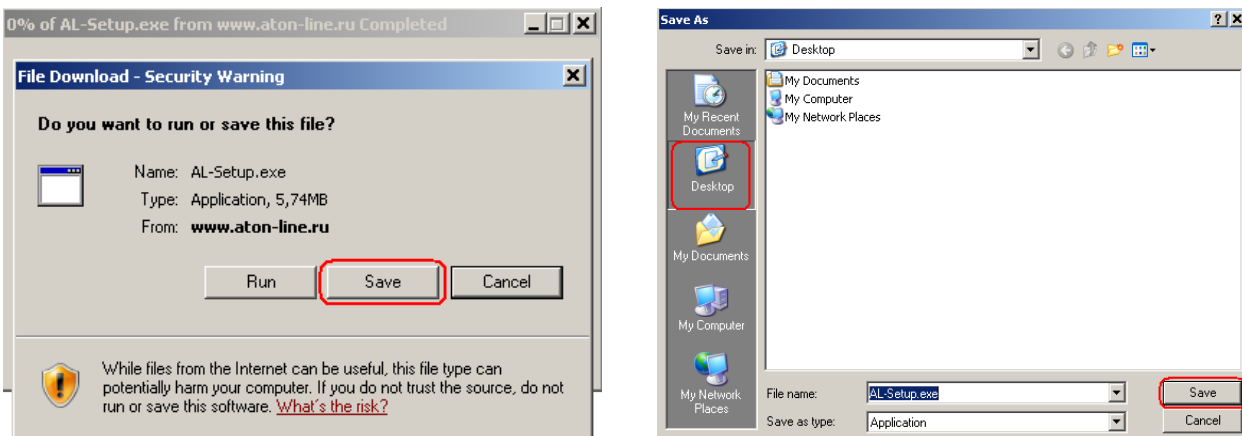 0% of AL-Setup.exe from www.aton-line.ru Completed
File Download - Security Warning
Do you want to run or save this file?
Name: AL-Setup.exe
Type: Application, 5,74MB
From: www.aton-line.ru
Run Save Cancel
While files from the Internet can be useful, this file type can
potentially harm your computer. If you do not trust the source, do not
run or save this software. What's the risk?
Save As
Save in: Desktop
My Recent
Documents
Desktop
My Documents
My Computer
My Network
Places
My Documents
My Computer
My Network Places
File name: AL-Setup.exe Save
Save as type: Application Cancel